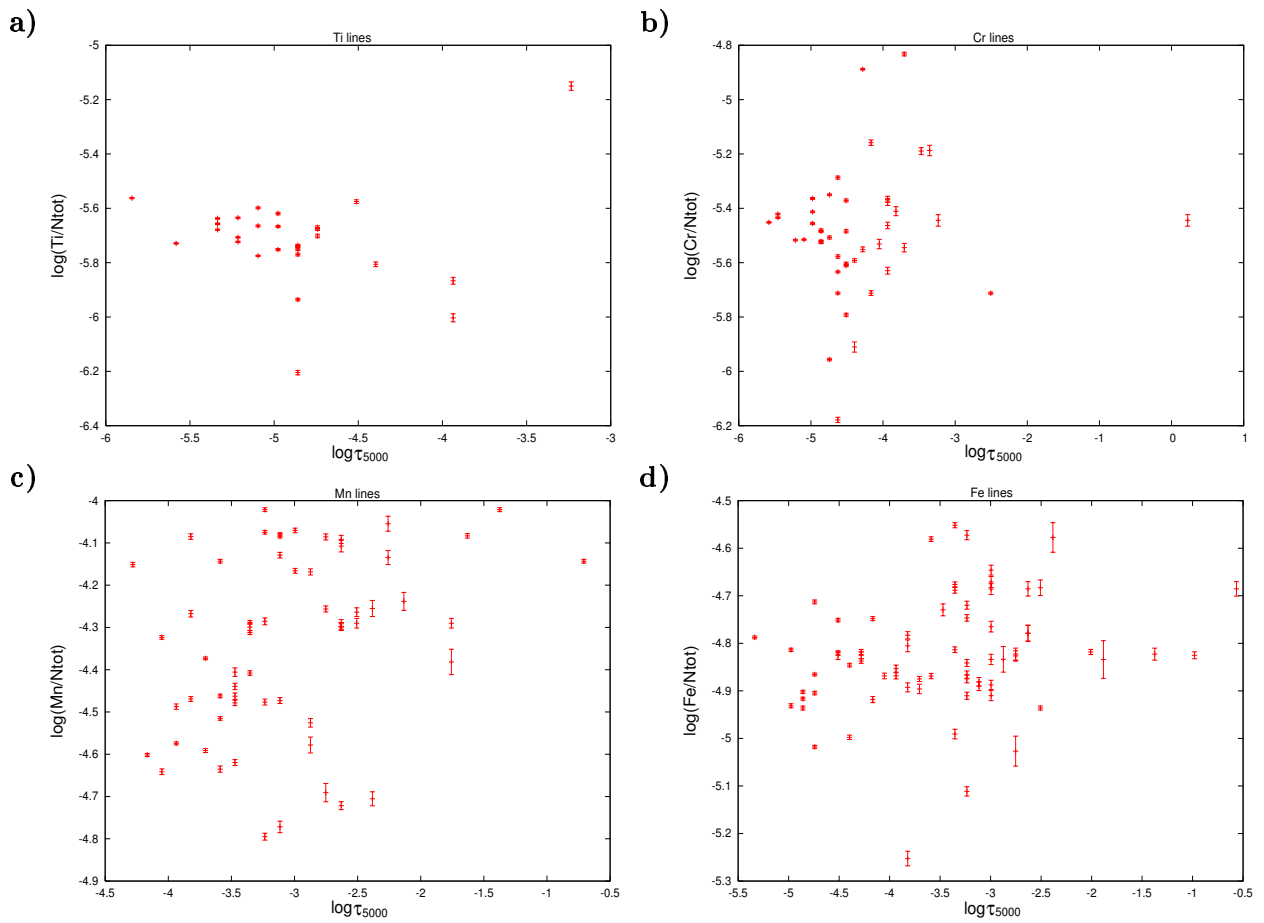 a)
Ti lines
log(Ti/Ntot)
-5
-5.2
-5.4
-5.6
-5.8
-6
-6.2
-6.4
-6 -5.5 -5 -4.5 -4 -3.5 -3
logτ5000
b)
Cr lines
log(Cr/Ntot)
-4.8
-5
-5.2
-5.4
-5.6
-5.8
-6
-6.2
-6 -5 -4 -3 -2 -1 0 1
logτ5000
c)
Mn lines
log(Mn/Ntot)
-4
-4.1
-4.2
-4.3
-4.4
-4.5
-4.6
-4.7
-4.8
-4.9
-4.5 -4 -3.5 -3 -2.5 -2 -1.5 -1 -0.5
logτ5000
d)
Fe lines
log(Fe/Ntot)
-4.5
-4.6
-4.7
-4.8
-4.9
-5
-5.1
-5.2
-5.3
-5.5 -5 -4.5 -4 -3.5 -3 -2.5 -2 -1.5 -1 -0.5
logτ5000